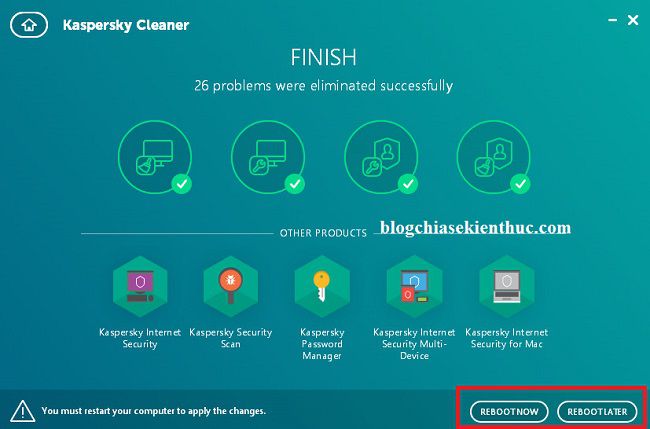 Kaspersky Cleaner
FINISH
26 problems were eliminated successfully
OTHER PRODUCTS
blogchiasekienthuc.com
Kaspersky Internet
Security
Kaspersky Security
Scan
Kaspersky
Password
Manager
Kaspersky Internet
Security Multi-
Device
Kaspersky Internet
Security for Mac
You must restart your computer to apply the changes.
REBOOT NOW
REBOOT LATER